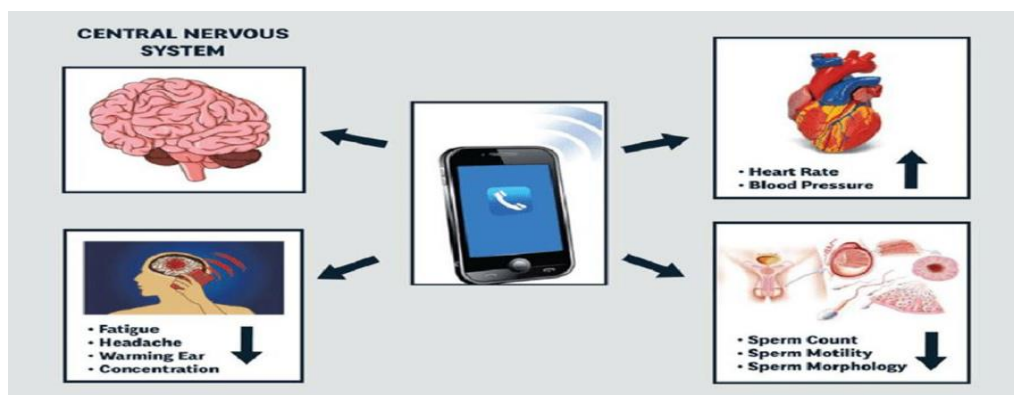 CENTRAL NERVOUS
SYSTEM
• Heart Rate
• Blood Pressure
• Fatigue
• Headache
• Warming Ear
• Concentration
• Sperm Count
• Sperm Motility
• Sperm Morphology